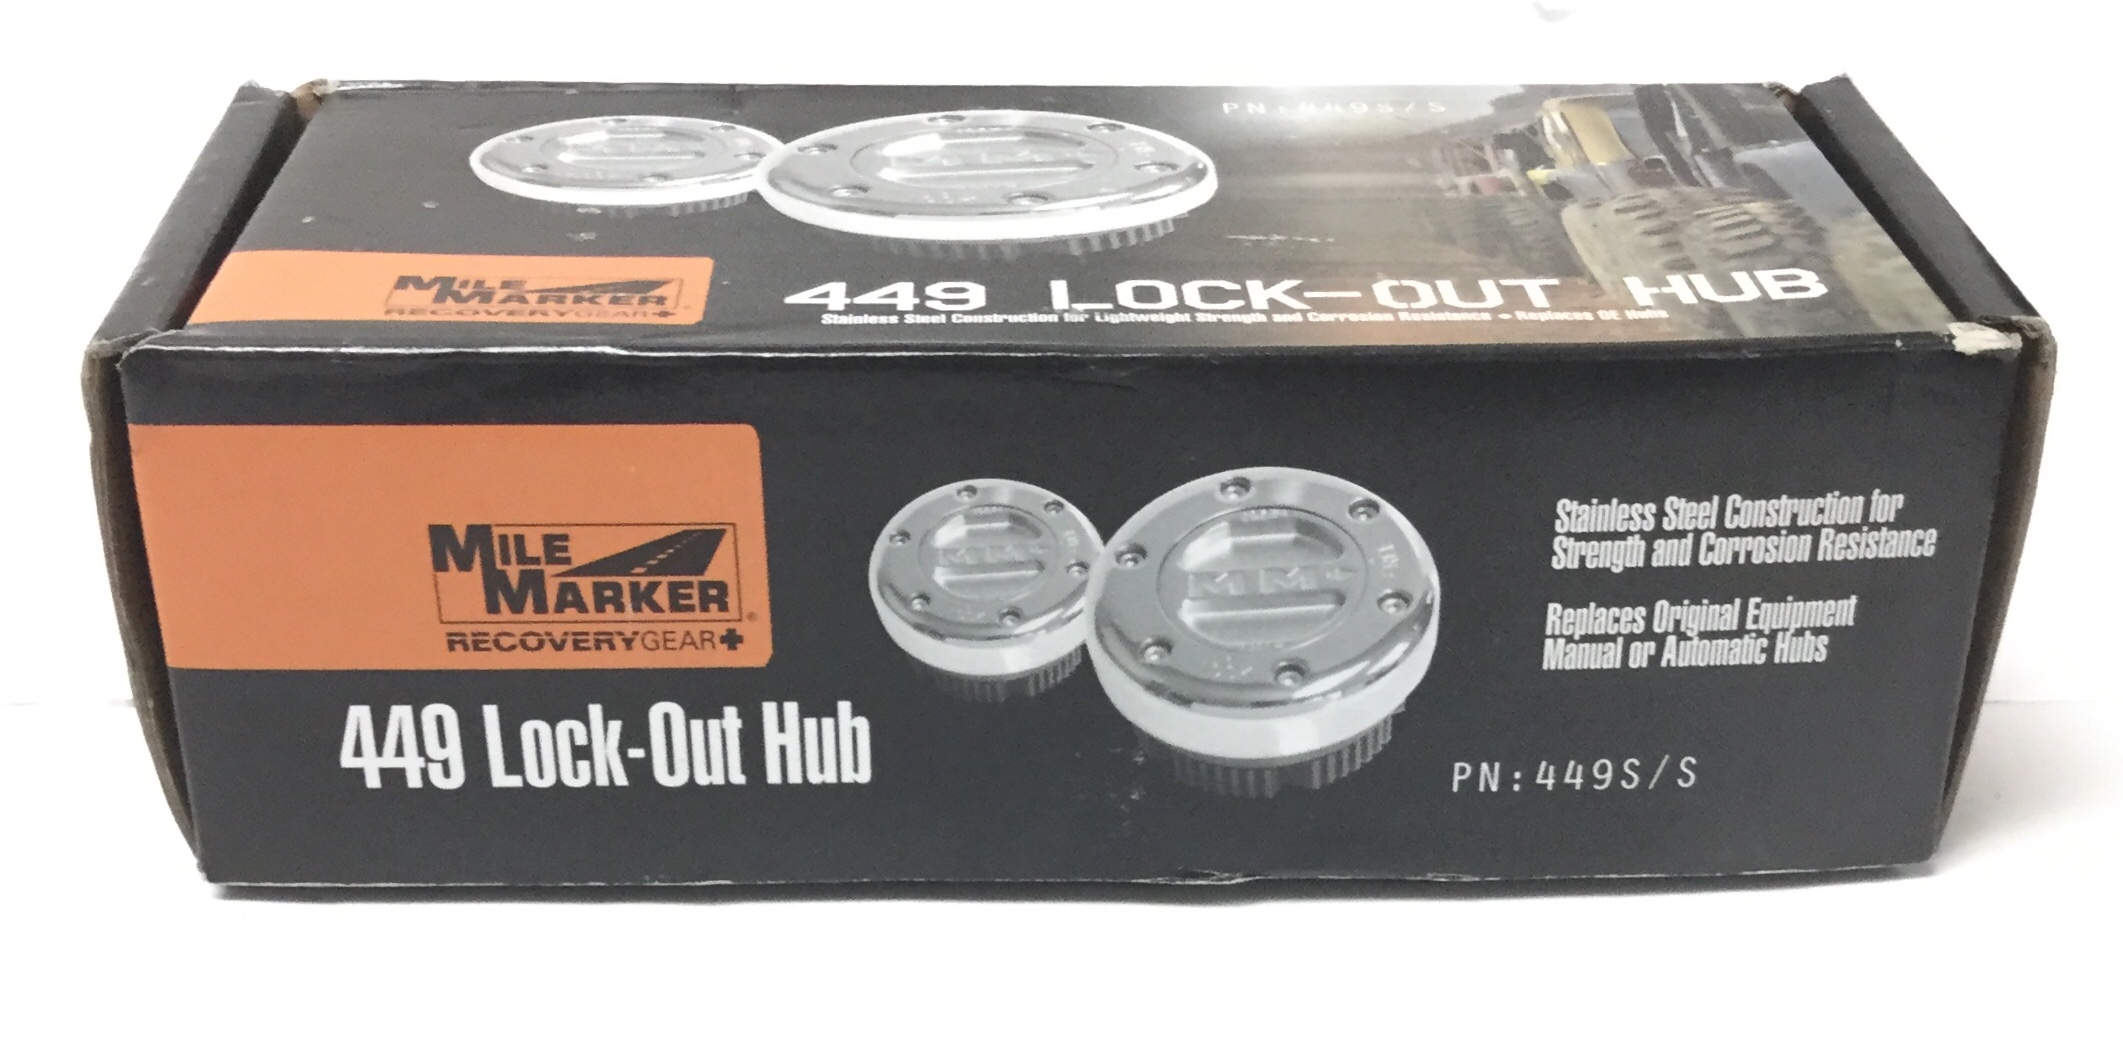 PN:449S/S
MILE
MARKER
RECOVERYGEAR+
449 LOCK-OUT HUB
Stainless Steel Construction for Lightweight Strength and Corrosion Resistance • Replaces OE Hubs
MILE
MARKER
RECOVERYGEAR+
449 Lock-Out Hub
MM+
Stainless Steel Construction for
Strength and Corrosion Resistance
Replaces Original Equipment
Manual or Automatic Hubs
PN:449S/S